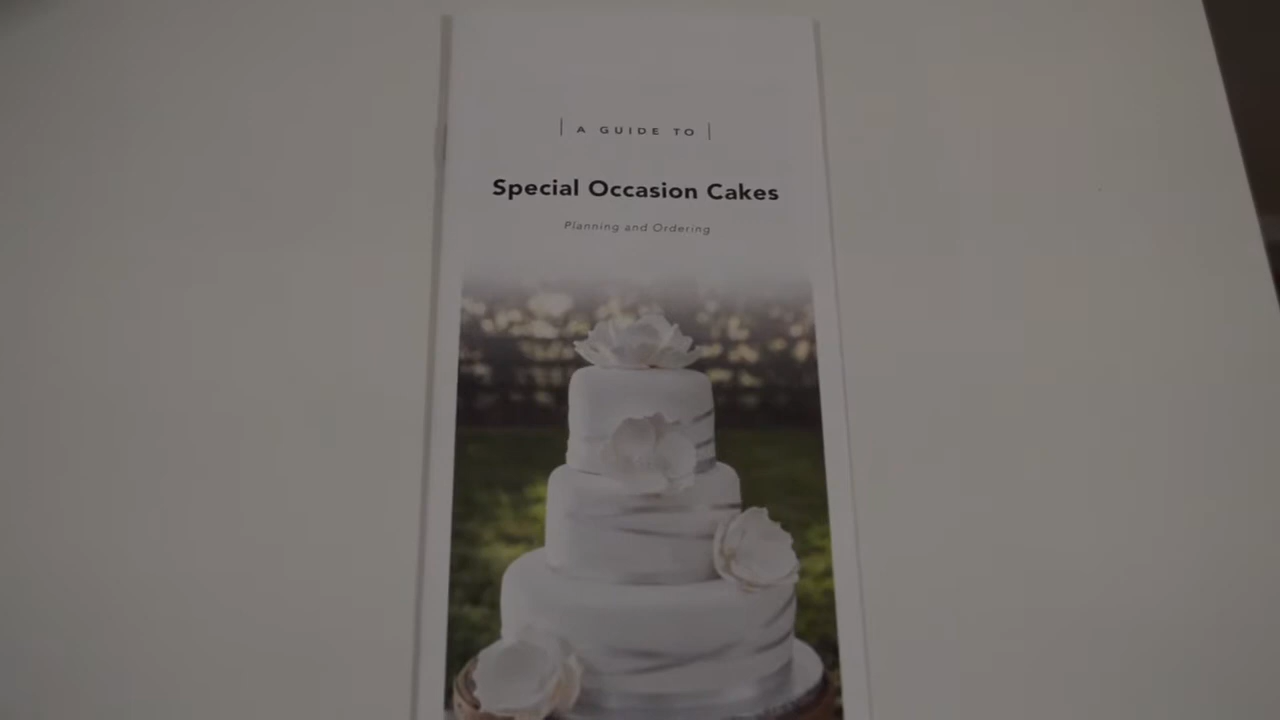 A GUIDE TO
Special Occasion Cakes
Planning and Ordering